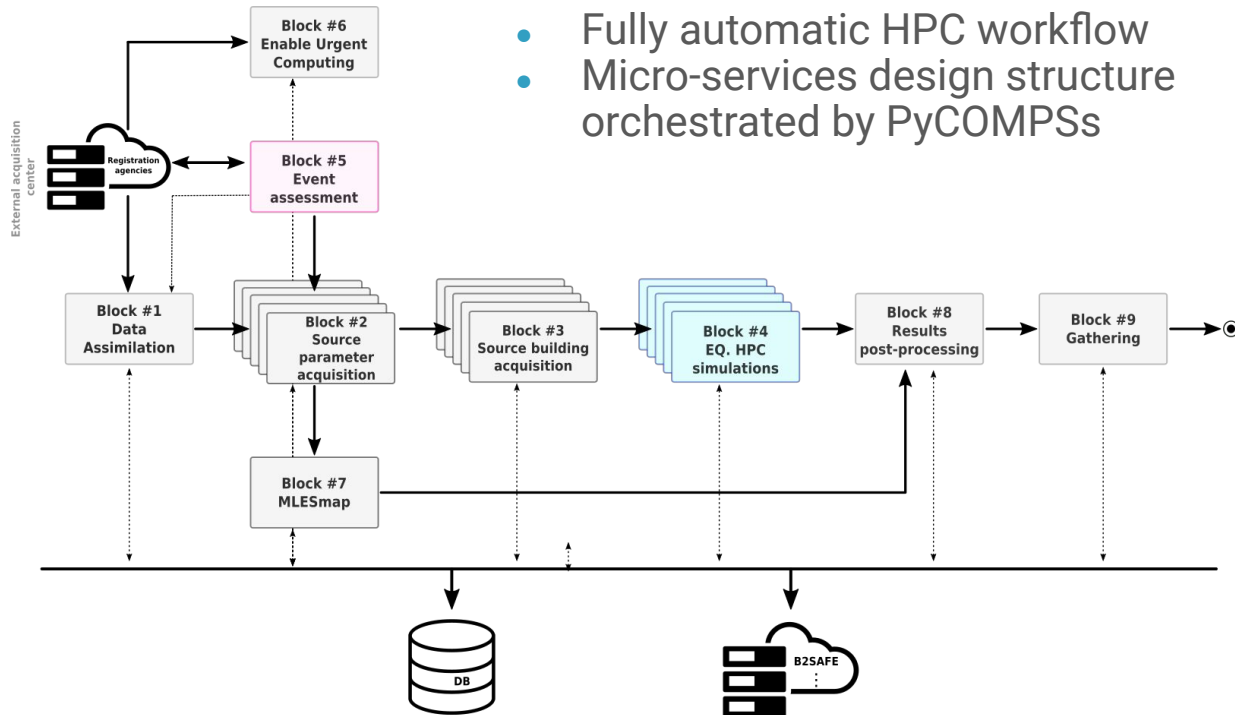 Fully automatic HPC workflow
Micro-services design structure
orchestrated by PyCOMPSs
Block #6
Enable Urgent
Computing
External acquisition
center
Registration
agencies
Block #5
Event
assessment
Block #1
Data
Assimilation
Block #2
Source
parameter
acquisition
Block #3
Source building
acquisition
Block #4
EQ. HPC
simulations
Block #8
Results
post-processing
Block #9
Gathering
Block #7
MLESmap
DB
B2SAFE